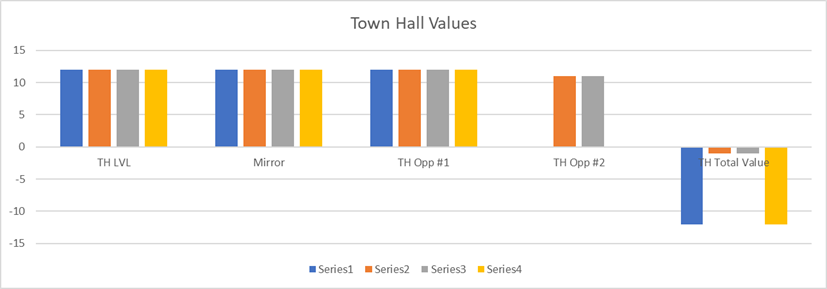 Town Hall Values
15
10
5
0
-5
-10
-15
TH LVL
Mirror
TH Opp #1
TH Opp #2
TH Total Value
Series1
Series2
Series3
Series4